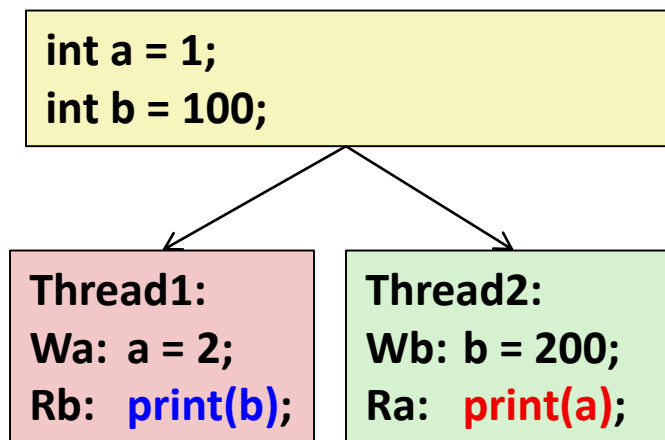 int a = 1;
int b = 100;
Thread1:
Wa: a = 2;
Rb: print(b);
Thread2:
Wb: b = 200;
Ra: print(a);